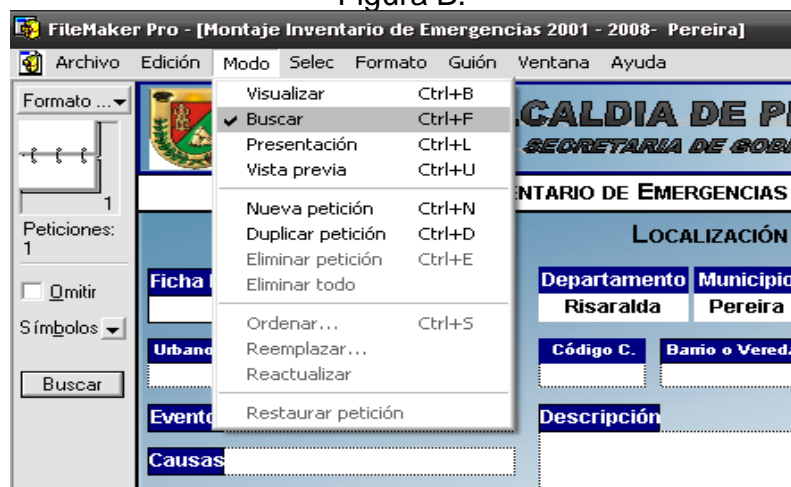 Figura B.
FileMaker Pro - [Montaje Inventario de Emergencias 2001 - 2008- Pereira]
Archivo Edición Modo Selec Formato Guión Ventana Ayuda
Formato ...
1
Peticiones:
1
Omitir
Símbolos
Buscar
Visualizar Ctrl+B
Buscar Ctrl+F
Presentación Ctrl+L
Vista previa Ctrl+U
Nueva petición Ctrl+N
Duplicar petición Ctrl+D
Eliminar petición Ctrl+E
Eliminar todo
Ordenar... Ctrl+S
Reemplazar...
Reactualizar
Restaurar petición
CALDIA DE P
SECRETARIA DE GOB
NTARIO DE EMERGENCIAS
LOCALIZACIÓN
Ficha
Departamento Municipio
Risaralda Pereira
Urbano
Código C. Barrio o Vereda
Evento
Descripción
Causas